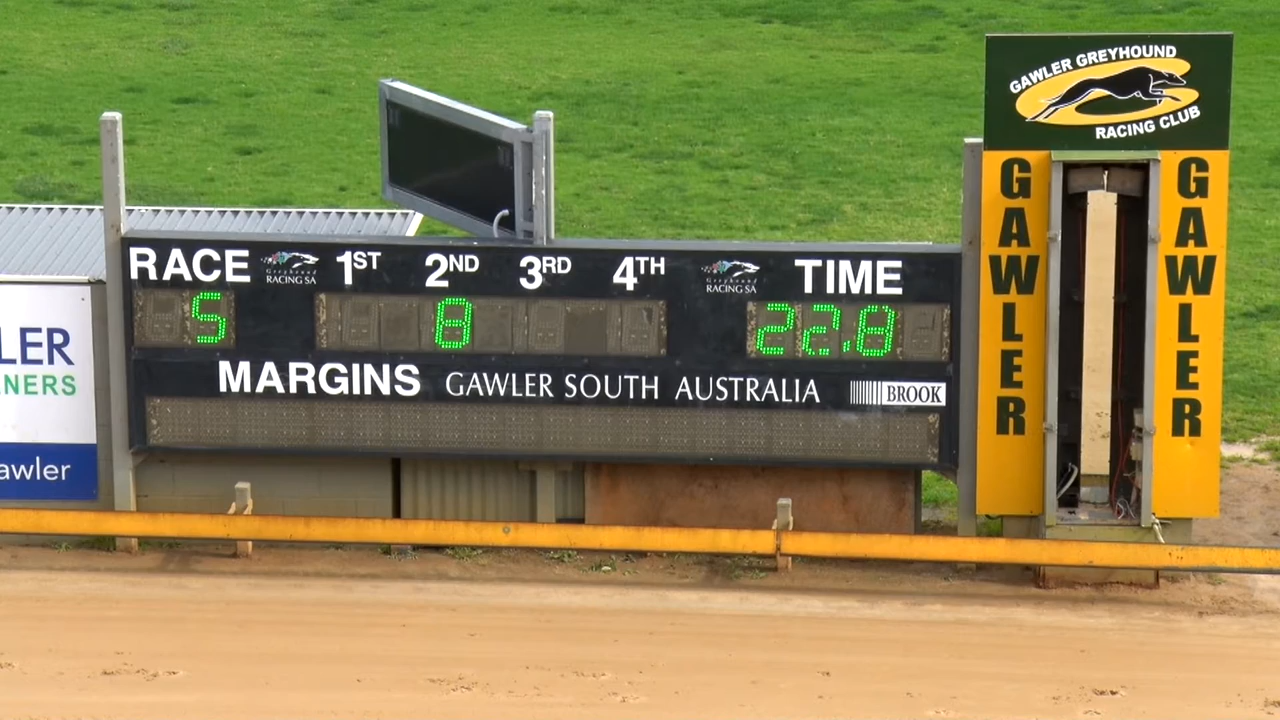 GAWLER GREYHOUND
RACING CLUB
GAWLER
GAWLER
RACE
Greyhound
RACING SA
1ST
2ND
3RD
4TH
Greyhound
RACING SA
TIME
5
8
22.8
MARGINS
GAWLER SOUTH AUSTRALIA
BROOK
LER
NERS
awler